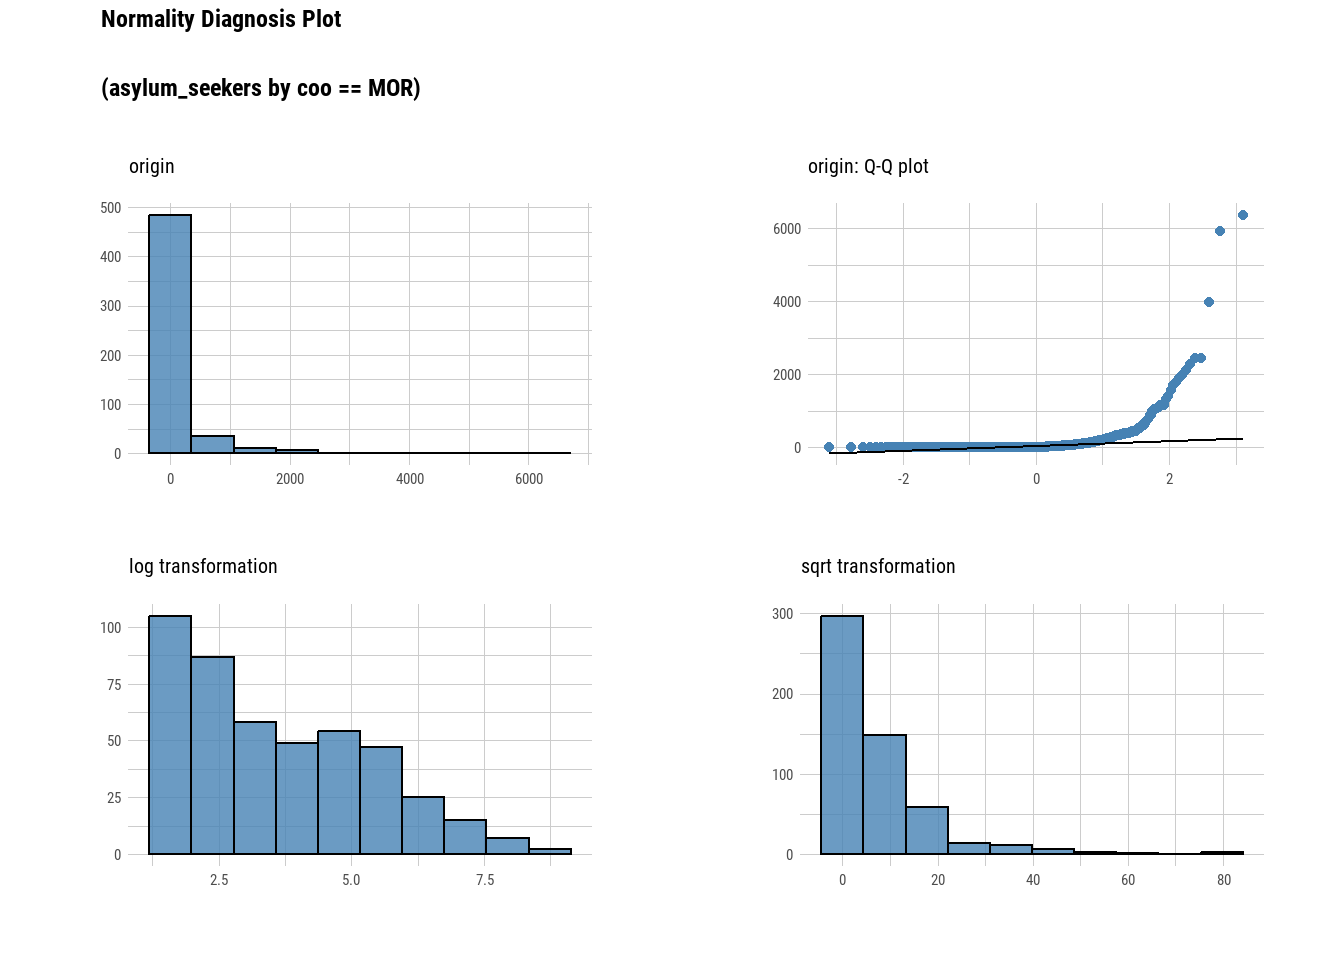 Normality Diagnosis Plot
(asylum_seekers by coo == MOR)
origin
500
400
300
200
100
0
0 2000 4000 6000
origin: Q-Q plot
6000
4000
2000
0
-2 0 2
log transformation
100
75
50
25
0
2.5 5.0 7.5
sqrt transformation
300
200
100
0
0 20 40 60 80